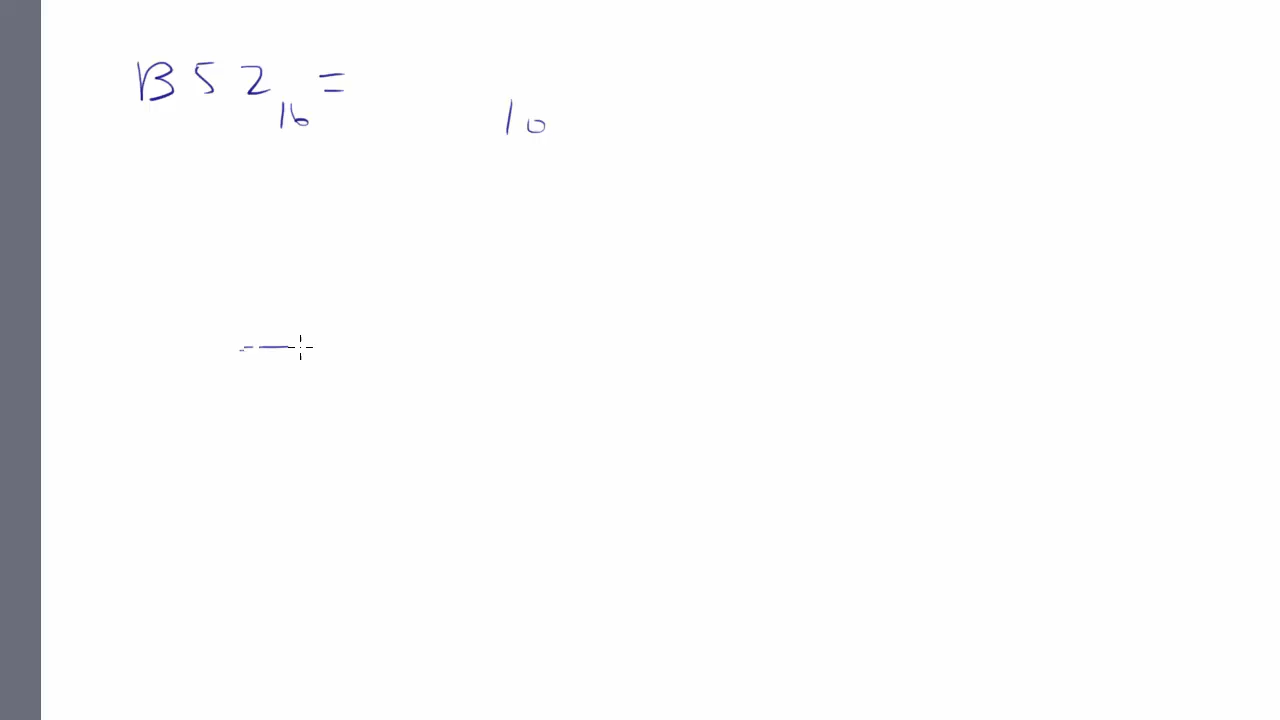 B52₁₆ = ₁₀